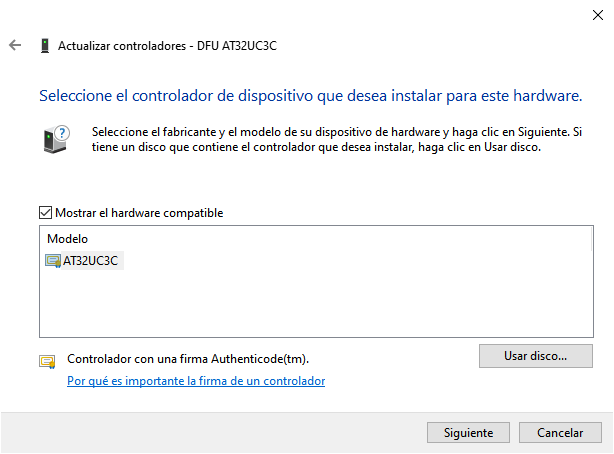 Actualizar controladores - DFU AT32UC3C
Seleccione el controlador de dispositivo que desea instalar para este hardware.
Seleccione el fabricante y el modelo de su dispositivo de hardware y haga clic en Siguiente. Si
tiene un disco que contiene el controlador que desea instalar, haga clic en Usar disco.
Mostrar el hardware compatible
Modelo
AT32UC3C
Controlador con una firma Authenticode(tm).
Usar disco...
Por qué es importante la firma de un controlador
Siguiente
Cancelar